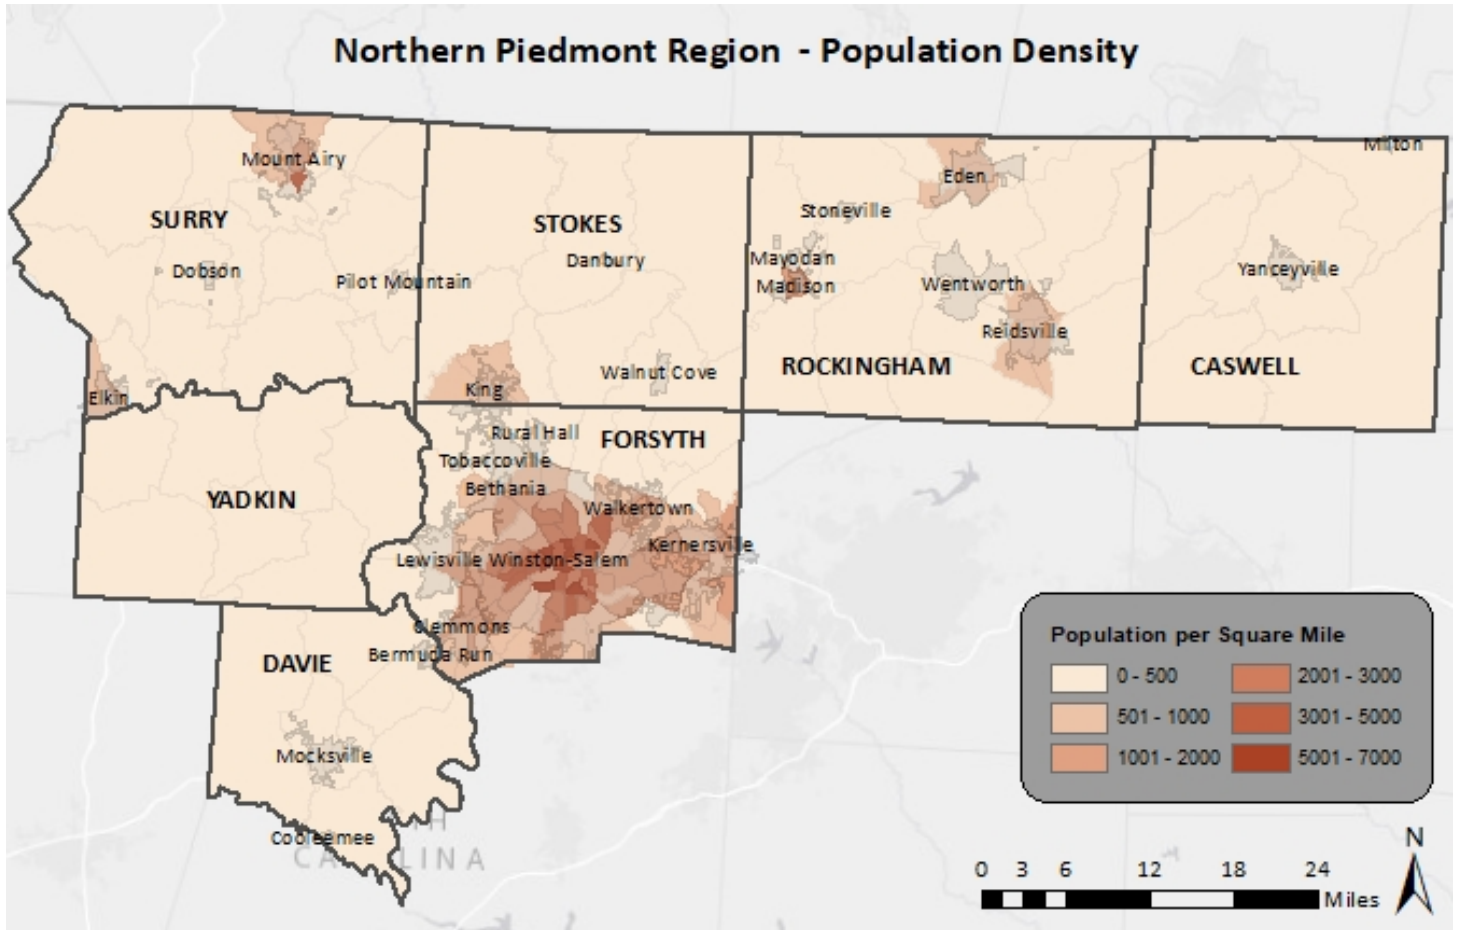 Northern Piedmont Region - Population Density
Milton
Mount Airy
Eden
SURRY
STOKES
Stoneville
Dobson
Danbury
Mayodan
Yanceyville
Pilot Mountain
Madison
Wentworth
Reidsville
Walnut Cove
ROCKINGHAM
CASWELL
Elkin
King
Rural Hall
FORSYTH
Tobaccoville
YADKIN
Bethania
Walkertown
Kernersville
Lewisville
Winston-Salem
Clemmons
Bermuda Run
DAVIE
Mocksville
Cooleemee
CAROLINA
Population per Square Mile
0 - 500
2001 - 3000
501 - 1000
3001 - 5000
1001 - 2000
5001 - 7000
N
0 3 6 12 18 24
Miles